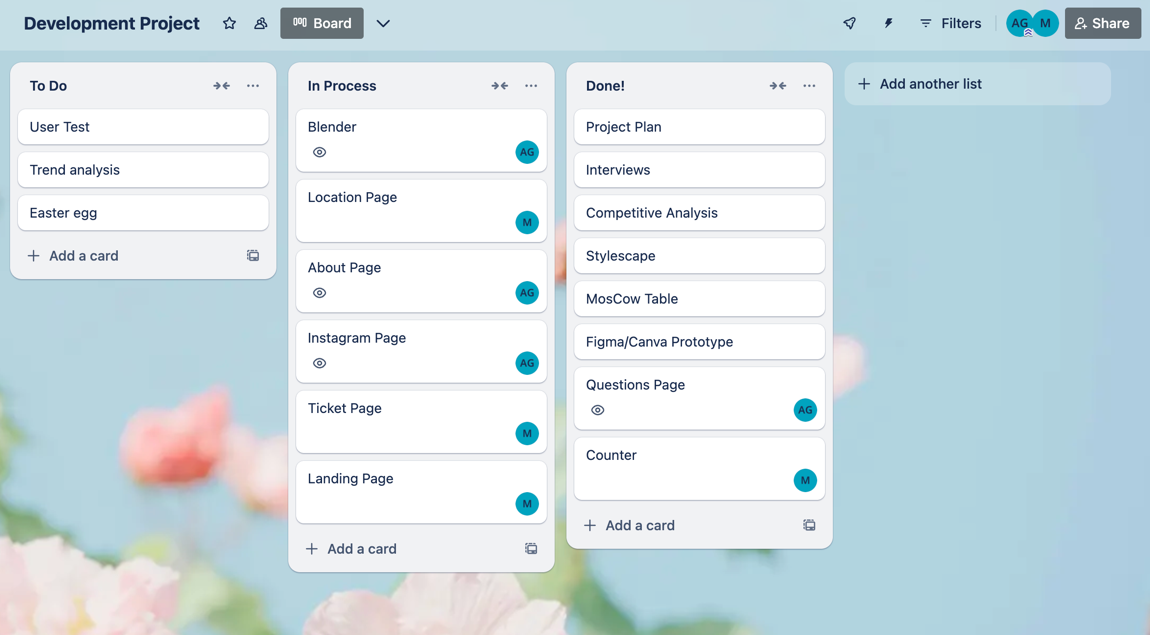 Development Project
Board
Filters
AG
M
Share
To Do
User Test
Trend analysis
Easter egg
Add a card
In Process
Blender
AG
Location Page
M
About Page
AG
Instagram Page
AG
Ticket Page
M
Landing Page
M
Add a card
Done!
Project Plan
Interviews
Competitive Analysis
Stylescape
MosCow Table
Figma/Canva Prototype
Questions Page
AG
Counter
M
Add a card
Add another list